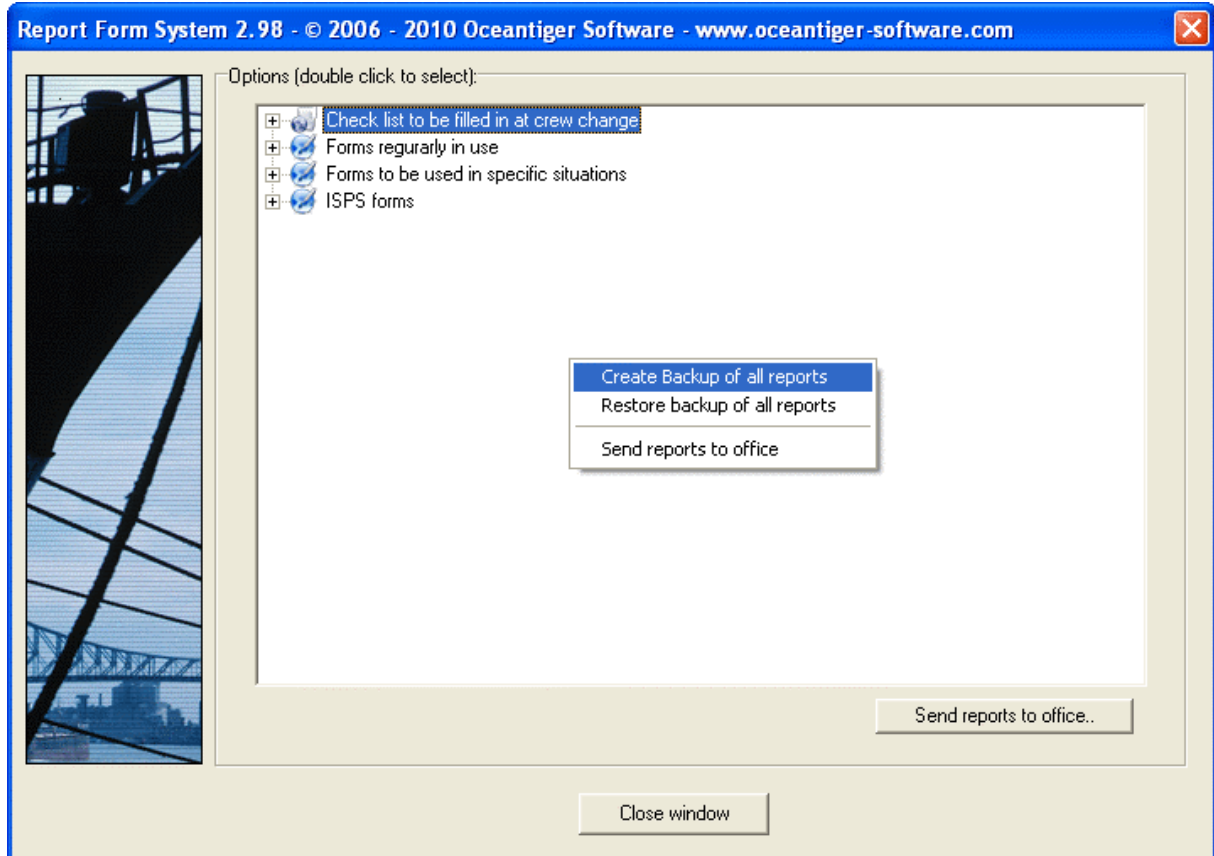 Report Form System 2.98 - © 2006 - 2010 Oceantiger Software - www.oceantiger-software.com
Options (double click to select):
Check list to be filled in at crew change
Forms regurarly in use
Forms to be used in specific situations
ISPS forms
Create Backup of all reports
Restore backup of all reports
Send reports to office
Send reports to office..
Close window